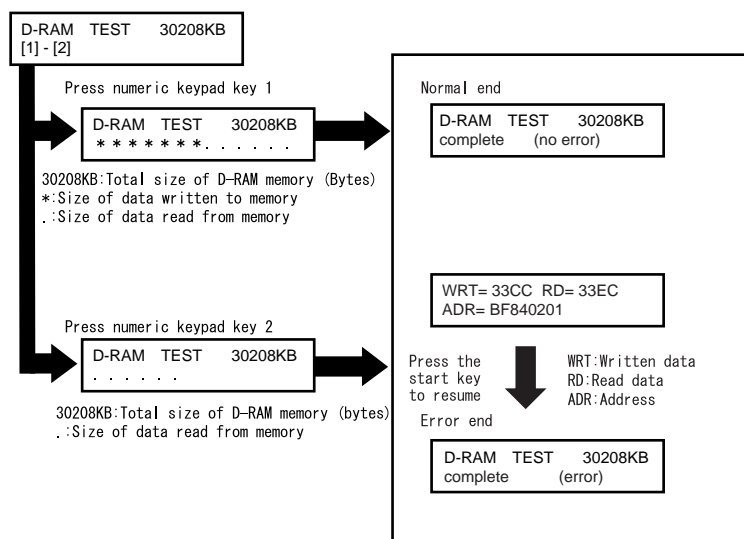 D-RAM TEST 30208KB
[1] - [2]
Press numeric keypad key 1
D-RAM TEST 30208KB
* * * * * * * . . . . . .
30208KB:Total size of D-RAM memory (Bytes)
*:Size of data written to memory
.:Size of data read from memory
Press numeric keypad key 2
D-RAM TEST 30208KB
. . . . . .
30208KB:Total size of D-RAM memory (bytes)
.:Size of data read from memory
Normal end
D-RAM TEST 30208KB
complete (no error)
WRT= 33CC RD= 33EC
ADR= BF840201
Press the
start key
to resume
WRT:Written data
RD:Read data
ADR:Address
Error end
D-RAM TEST 30208KB
complete (error)